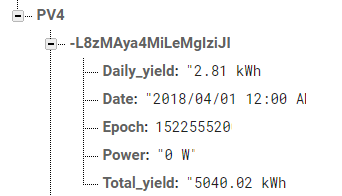 PV4
-L8zMAya4MiLeMgIziJI
Daily_yield: "2.81 kWh
Date: "2018/04/01 12:00 A
Epoch: 152255520
Power: "0 W"
Total_yield: "5040.02 kWh